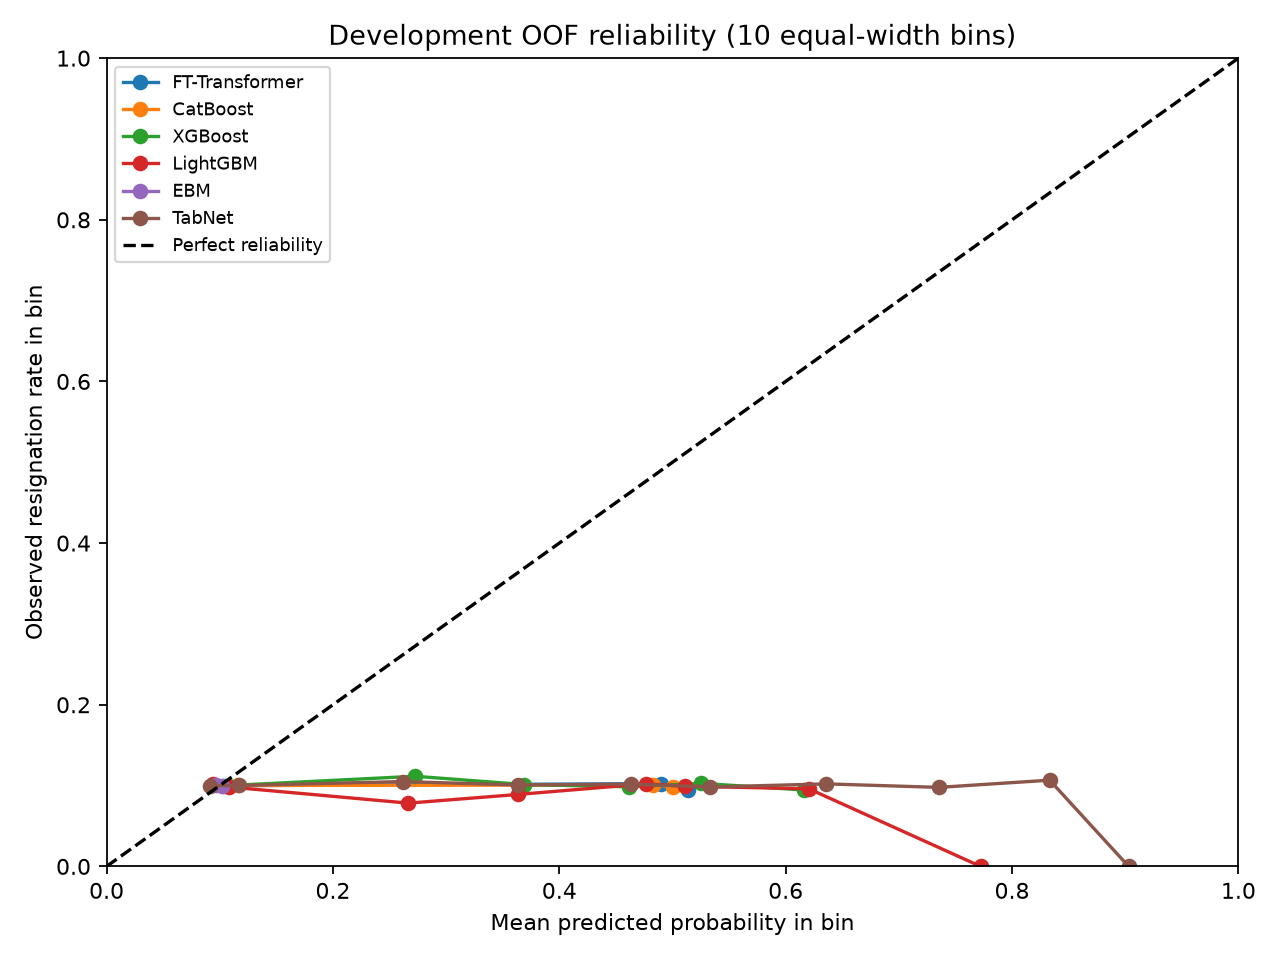 Development OOF reliability (10 equal-width bins)
1.0
0.8
0.6
0.4
0.2
0.0
Observed resignation rate in bin
FT-Transformer
CatBoost
XGBoost
LightGBM
EBM
TabNet
Perfect reliability
0.0 0.2 0.4 0.6 0.8 1.0
Mean predicted probability in bin